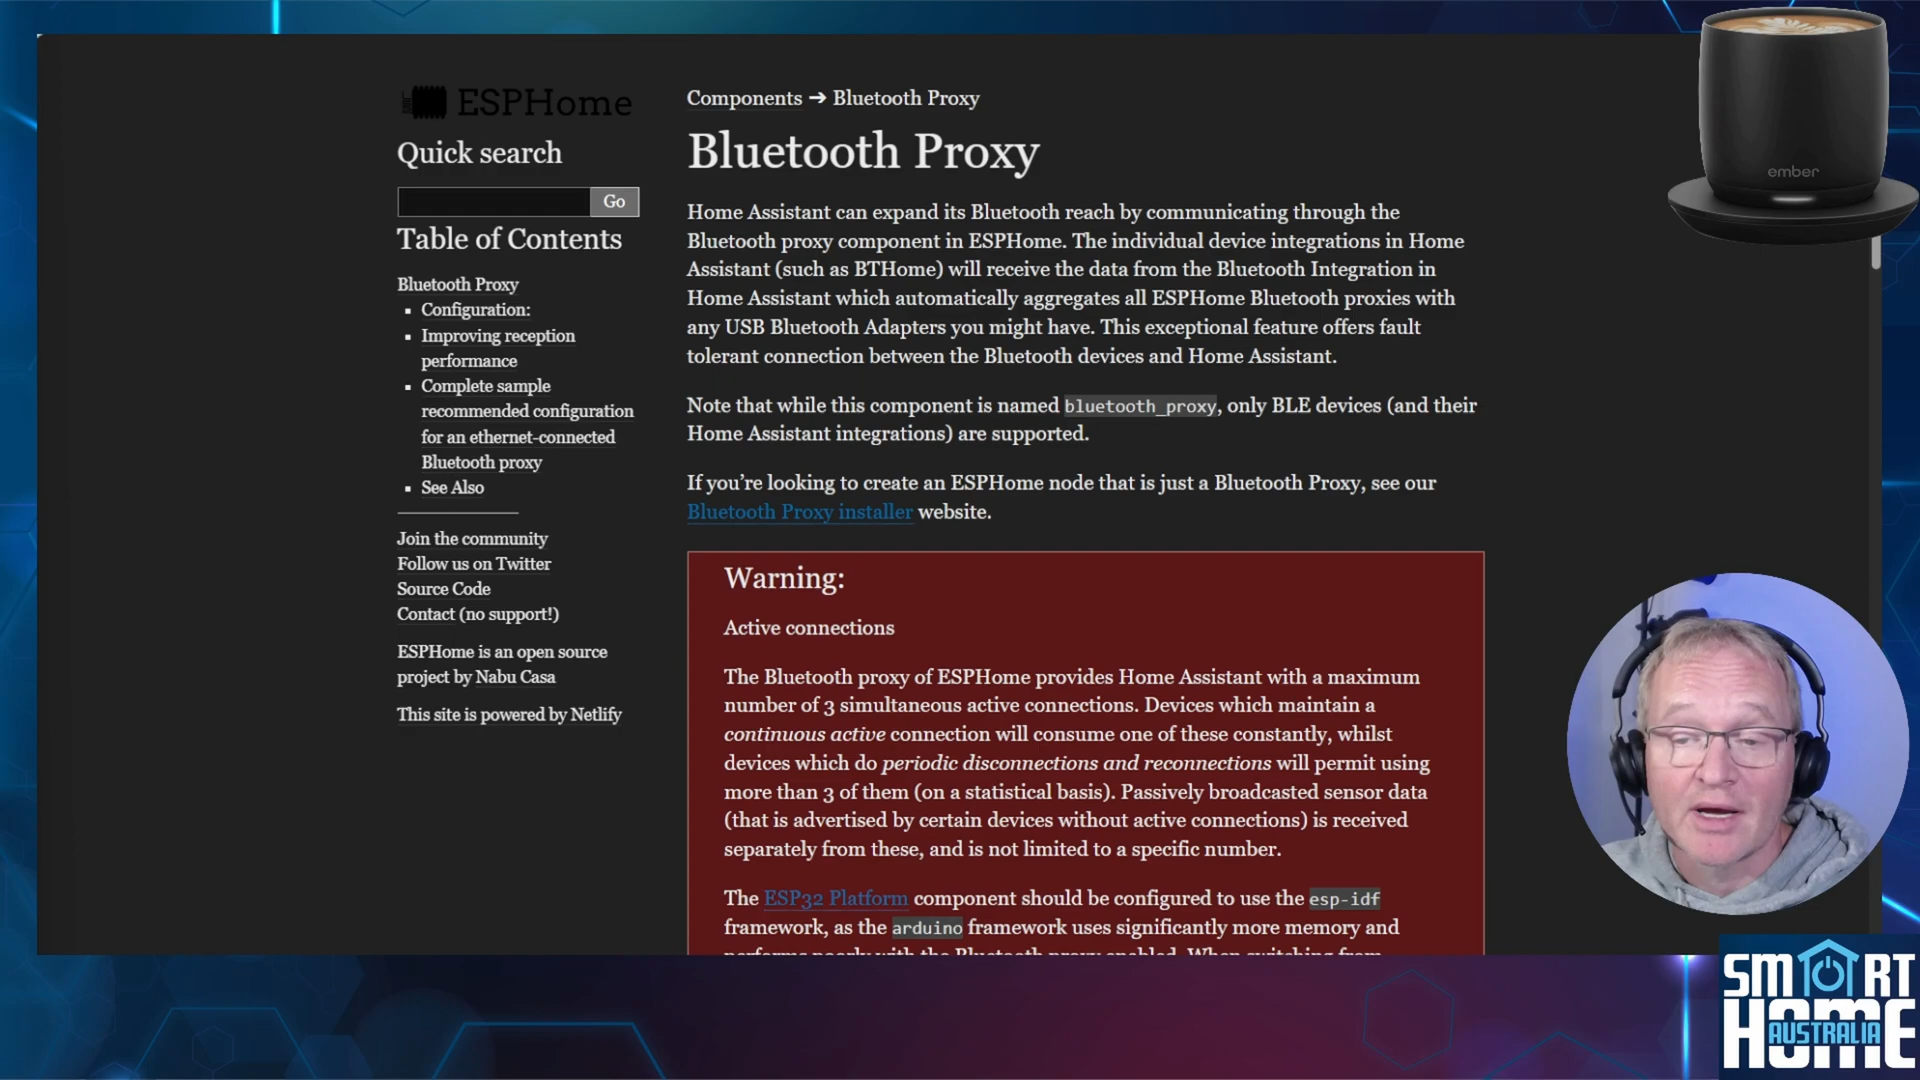 ESPHome
Quick search
Go
Table of Contents
Bluetooth Proxy
Configuration:
Improving reception
performance
Complete sample
recommended configuration
for an ethernet-connected
Bluetooth proxy
See Also
Join the community
Follow us on Twitter
Source Code
Contact (no support!)
ESPHome is an open source
project by Nabu Casa
This site is powered by Netlify
Components ➔ Bluetooth Proxy
Bluetooth Proxy
Home Assistant can expand its Bluetooth reach by communicating through the
Bluetooth proxy component in ESPHome. The individual device integrations in Home
Assistant (such as BTHome) will receive the data from the Bluetooth Integration in
Home Assistant which automatically aggregates all ESPHome Bluetooth proxies with
any USB Bluetooth Adapters you might have. This exceptional feature offers fault
tolerant connection between the Bluetooth devices and Home Assistant.
Note that while this component is named bluetooth_proxy, only BLE devices (and their
Home Assistant integrations) are supported.
If you’re looking to create an ESPHome node that is just a Bluetooth Proxy, see our
Bluetooth Proxy installer website.
Warning:
Active connections
The Bluetooth proxy of ESPHome provides Home Assistant with a maximum
number of 3 simultaneous active connections. Devices which maintain a
continuous active connection will consume one of these constantly, whilst
devices which do periodic disconnections and reconnections will permit using
more than 3 of them (on a statistical basis). Passively broadcasted sensor data
(that is advertised by certain devices without active connections) is received
separately from these, and is not limited to a specific number.
The ESP32 Platform component should be configured to use the esp-idf
framework, as the arduino framework uses significantly more memory and
performs poorly with the Bluetooth proxy enabled. When switching from
ember
SMART
HOME
AUSTRALIA